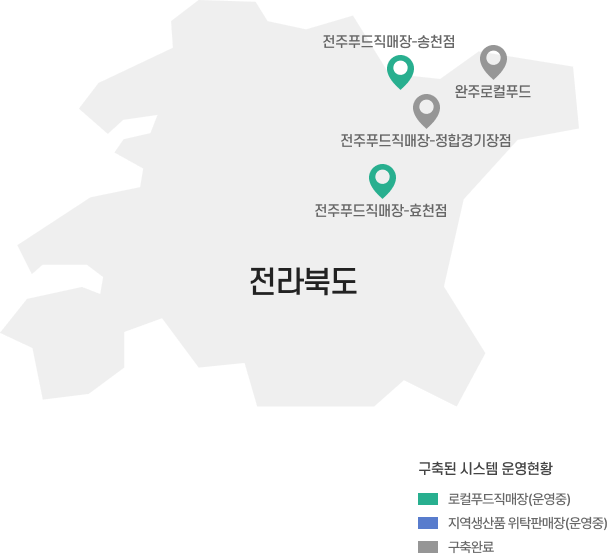 전주푸드직매장-송천점
완주로컬푸드
전주푸드직매장-정합경기장점
전주푸드직매장-효천점
전라북도
구축된 시스템 운영현황
로컬푸드직매장(운영중)
지역생산품 위탁판매장(운영중)
구축완료